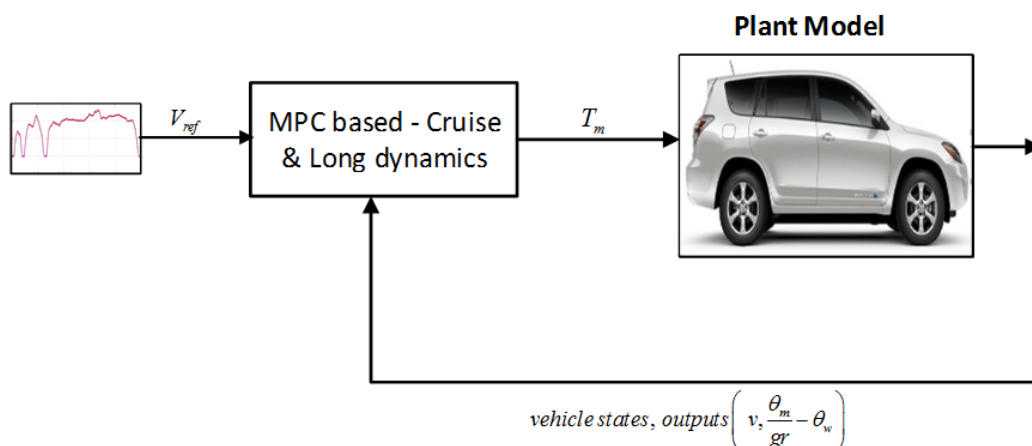 Plant Model
V_ref
MPC based - Cruise
& Long dynamics
T_m
vehicle states, outputs( v, θ_m/gr − θ_w )